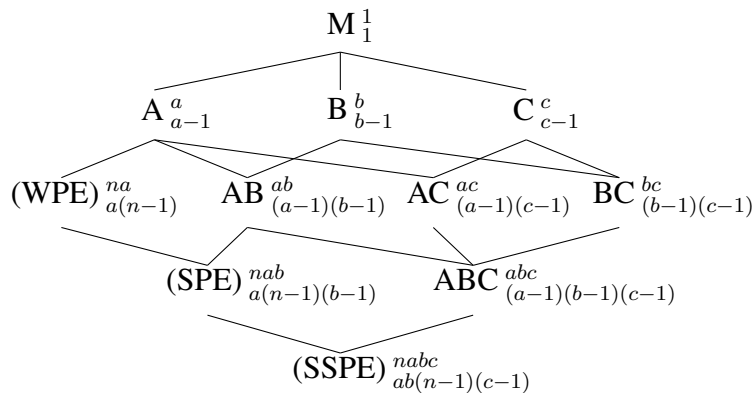 M 1 1
A a a−1 B b b−1 C c c−1
(WPE) na a(n−1) AB ab (a−1)(b−1) AC ac (a−1)(c−1) BC bc (b−1)(c−1)
(SPE) nab a(n−1)(b−1) ABC abc (a−1)(b−1)(c−1)
(SSPE) nabc ab(n−1)(c−1)